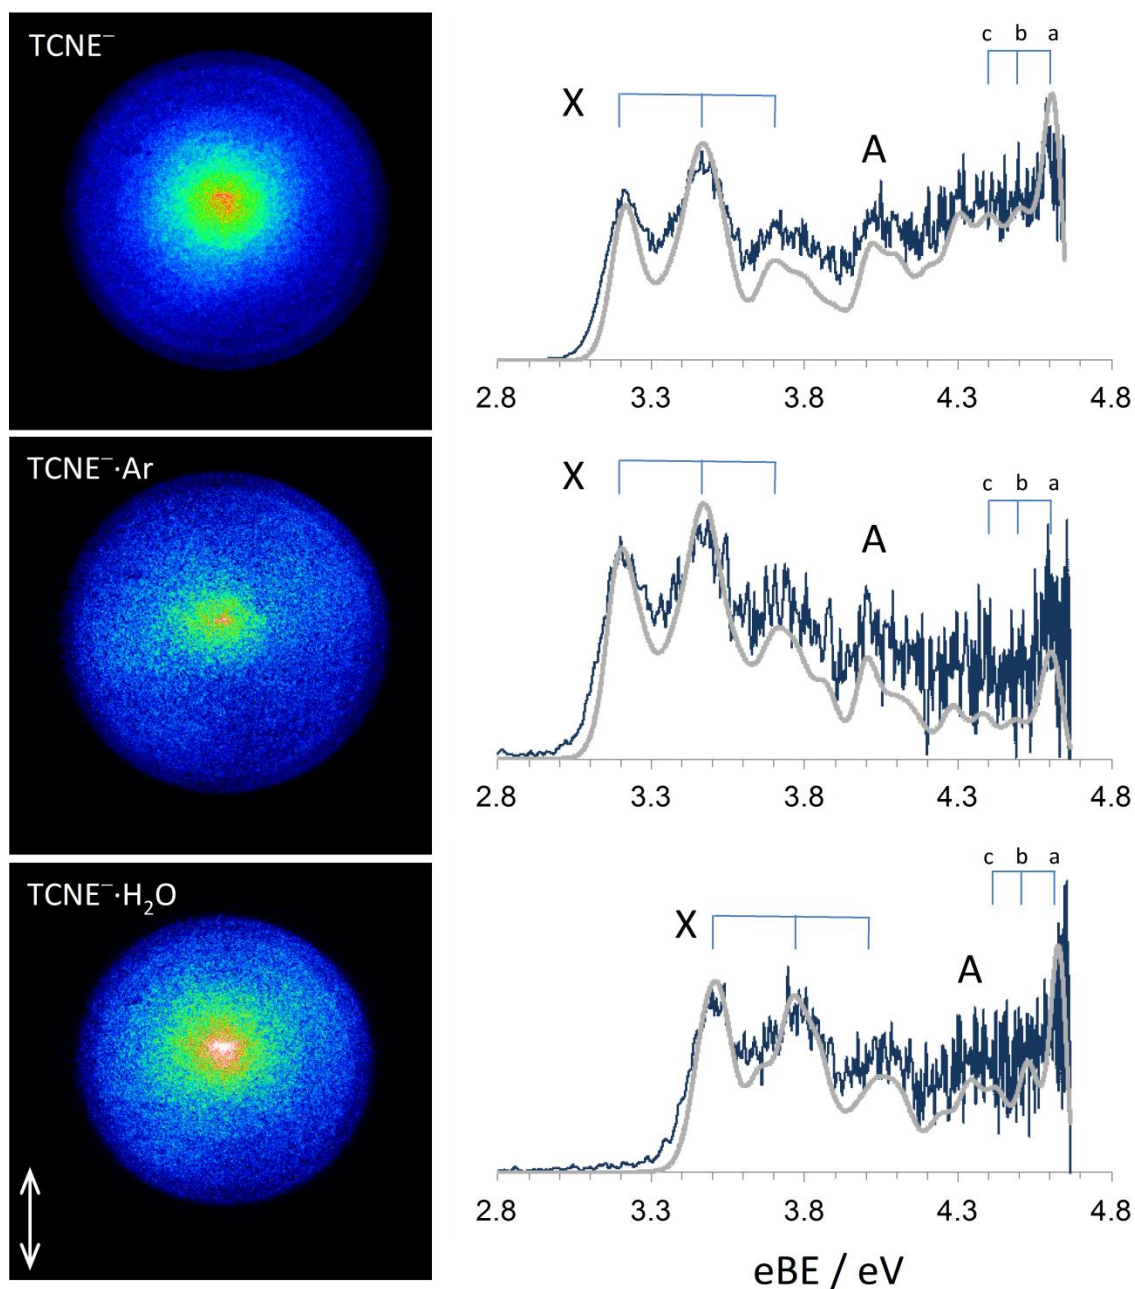 TCNE⁻
c b a
X
A
2.8 3.3 3.8 4.3 4.8
TCNE⁻·Ar
X
c b a
A
2.8 3.3 3.8 4.3 4.8
TCNE⁻·H₂O
c b a
X
A
2.8 3.3 3.8 4.3 4.8
eBE / eV